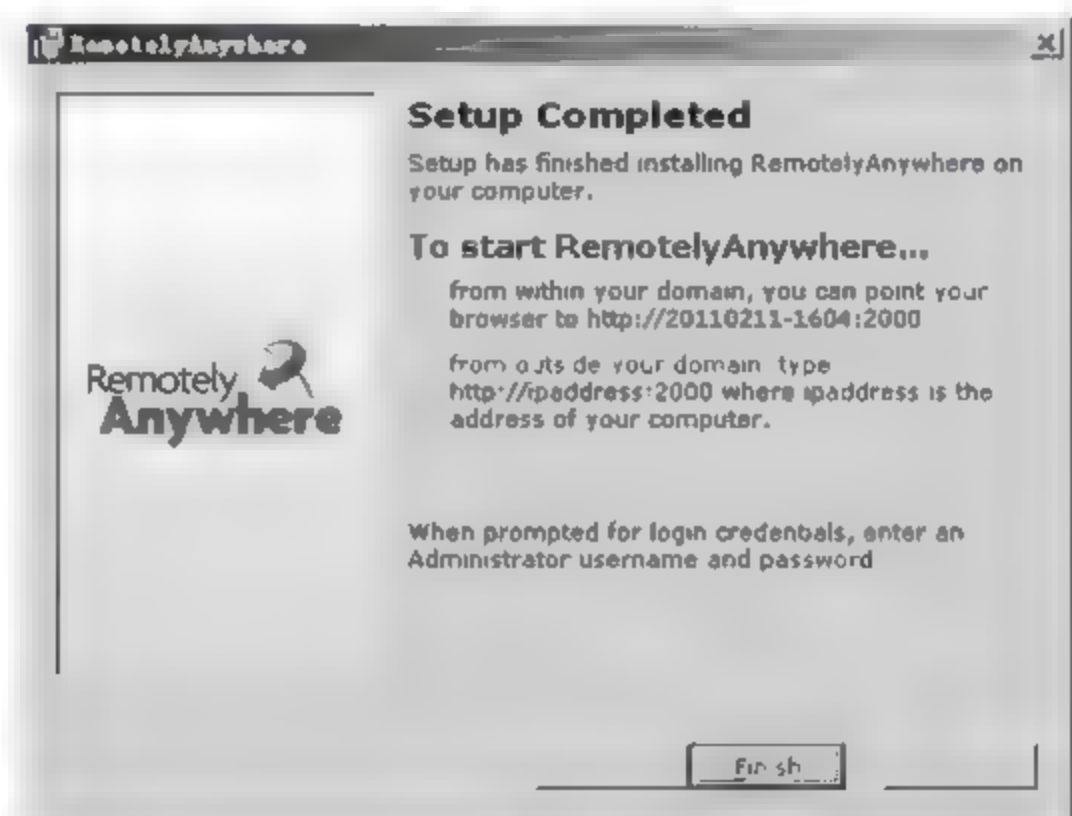 RemotelyAnywhere
Setup Completed
Setup has finished installing RemotelyAnywhere on
your computer.
To start RemotelyAnywhere...
from within your domain, you can point your
browser to http://20110211-1604:2000
from outside your domain type
http://ipaddress:2000 where ipaddress is the
address of your computer.
Remotely
Anywhere
When prompted for login credentials, enter an
Administrator username and password
Finish